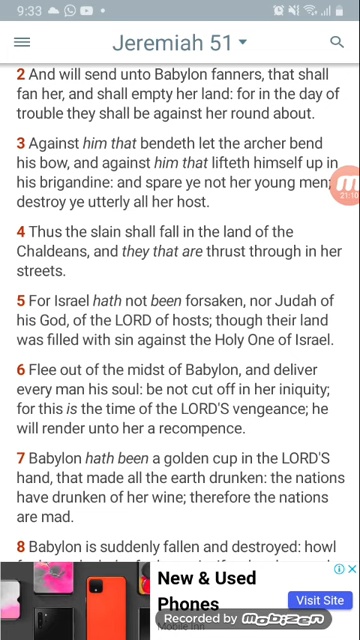 9:33
Jeremiah 51
2 And will send unto Babylon fanners, that shall
fan her, and shall empty her land: for in the day of
trouble they shall be against her round about.
3 Against him that bendeth let the archer bend
his bow, and against him that lifteth himself up in
his brigandine: and spare ye not her young men;
destroy ye utterly all her host.
21:10
4 Thus the slain shall fall in the land of the
Chaldeans, and they that are thrust through in her
streets.
5 For Israel hath not been forsaken, nor Judah of
his God, of the LORD of hosts; though their land
was filled with sin against the Holy One of Israel.
6 Flee out of the midst of Babylon, and deliver
every man his soul: be not cut off in her iniquity;
for this is the time of the LORD'S vengeance; he
will render unto her a recompence.
7 Babylon hath been a golden cup in the LORD'S
hand, that made all the earth drunken: the nations
have drunken of her wine; therefore the nations
are mad.
8 Babylon is suddenly fallen and destroyed: howl
New & Used
Phones
Visit Site
Mobile Inn
Recorded by mobizen